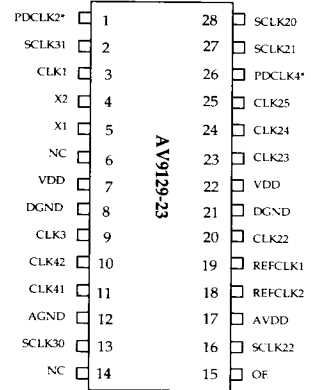 PDCLK2* 1 28 SCLK20
SCLK31 2 27 SCLK21
CLK1 3 26 PDCLK4*
X2 4 25 CLK25
X1 5 24 CLK24
NC 6 23 CLK23
VDD 7 22 VDD
DGND 8 21 DGND
CLK3 9 20 CLK22
CLK42 10 19 REFCLK1
CLK41 11 18 REFCLK2
AGND 12 17 AVDD
SCLK30 13 16 SCLK22
NC 14 15 OE
AV9129-23